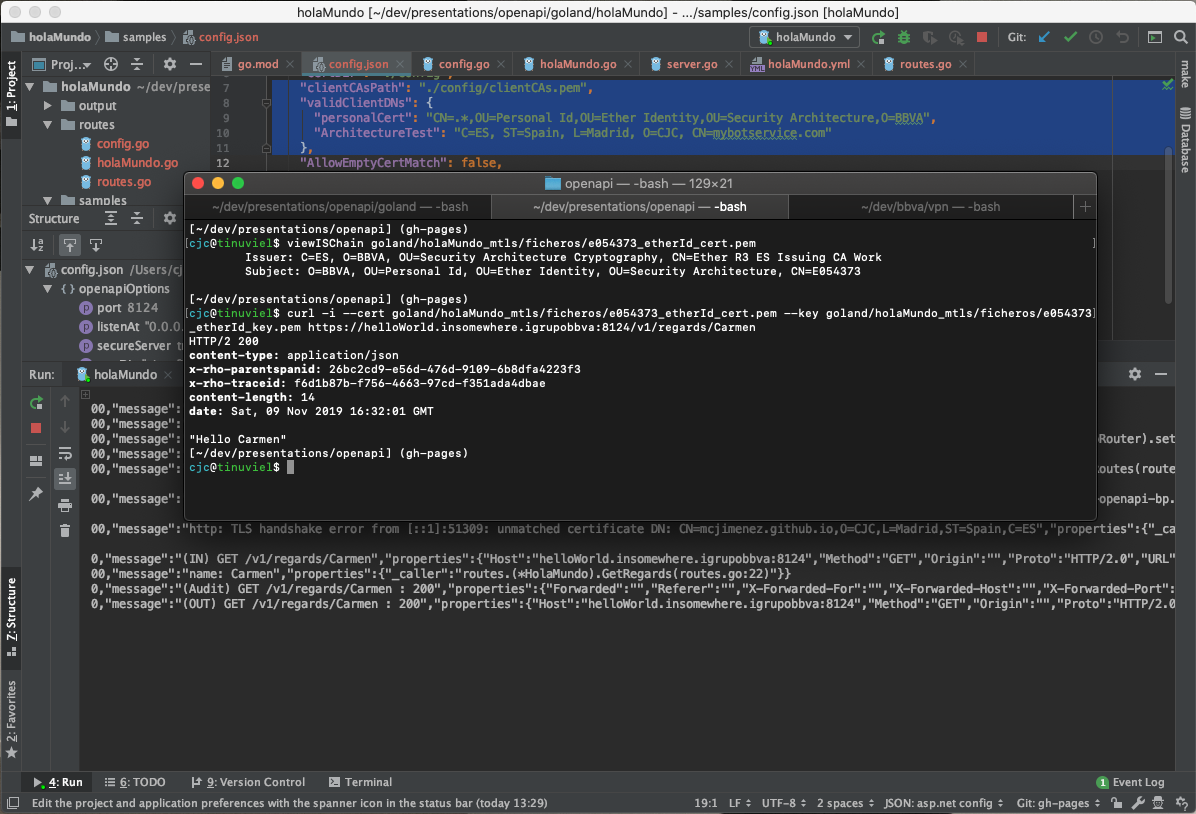 holaMundo [~/dev/presentations/openapi/goland/holaMundo] - .../samples/config.json [holaMundo]
holaMundo samples config.json holaMundo Git:
1: Project Proj... go.mod config.json config.go holaMundo.go server.go holaMundo.yml routes.go make
holaMundo ~/dev/prese
output
routes
config.go
holaMundo.go
routes.go
samples
7 "clientCAsPath": "./config/clientCAs.pem",
8 "validClientDNs": {
9 "personalCert": "CN=.*,OU=Personal Id,OU=Ether Identity,OU=Security Architecture,O=BBVA",
10 "ArchitectureTest": "C=ES, ST=Spain, L=Madrid, O=CJC, CN=mybotservice.com"
11 },
12 "AllowEmptyCertMatch": false,
Database
Structure
config.json /Users/cj
openapiOptions
port 8124
listenAt "0.0.0.
secureServer t
openapi — -bash — 129×21
~/dev/presentations/openapi/goland — -bash ~/dev/presentations/openapi — -bash ~/dev/bbva/vpn — -bash
[~/dev/presentations/openapi] (gh-pages)
[cjc@tinuviel$ viewISChain goland/holaMundo_mtls/ficheros/e054373_etherId_cert.pem ]
Issuer: C=ES, O=BBVA, OU=Security Architecture Cryptography, CN=Ether R3 ES Issuing CA Work
Subject: O=BBVA, OU=Personal Id, OU=Ether Identity, OU=Security Architecture, CN=E054373
[~/dev/presentations/openapi] (gh-pages)
[cjc@tinuviel$ curl -i --cert goland/holaMundo_mtls/ficheros/e054373_etherId_cert.pem --key goland/holaMundo_mtls/ficheros/e054373]
_etherId_key.pem https://helloWorld.insomewhere.igrupobbva:8124/v1/regards/Carmen
HTTP/2 200
content-type: application/json
x-rho-parentspanid: 26bc2cd9-e56d-476d-9109-6b8dfa4223f3
x-rho-traceid: f6d1b87b-f756-4663-97cd-f351ada4dbae
content-length: 14
date: Sat, 09 Nov 2019 16:32:01 GMT
"Hello Carmen"
[~/dev/presentations/openapi] (gh-pages)
cjc@tinuviel$
Run: holaMundo
00,"message":
00,"message":
00,"message": Router).set
00,"message":
00,"message": outes(route
00,"message": -openapi-bp.
00,"message":"http: TLS handshake error from [::1]:51309: unmatched certificate DN: CN=mcjimenez.github.io,O=CJC,L=Madrid,ST=Spain,C=ES","properties":{"_ca
0,"message":"(IN) GET /v1/regards/Carmen","properties":{"Host":"helloWorld.insomewhere.igrupobbva:8124","Method":"GET","Origin":"","Proto":"HTTP/2.0","URL"
00,"message":"name: Carmen","properties":{"_caller":"routes.(*HolaMundo).GetRegards(routes.go:22)"}}
0,"message":"(Audit) GET /v1/regards/Carmen : 200","properties":{"Forwarded":"","Referer":"","X-Forwarded-For":"","X-Forwarded-Host":"","X-Forwarded-Port":
0,"message":"(OUT) GET /v1/regards/Carmen : 200","properties":{"Host":"helloWorld.insomewhere.igrupobbva:8124","Method":"GET","Origin":"","Proto":"HTTP/2.0
Z: Structure
2: Favorites
4: Run 6: TODO 9: Version Control Terminal 1 Event Log
Edit the project and application preferences with the spanner icon in the status bar (today 13:29) 19:1 LF UTF-8 2 spaces JSON: asp.net config Git: gh-pages